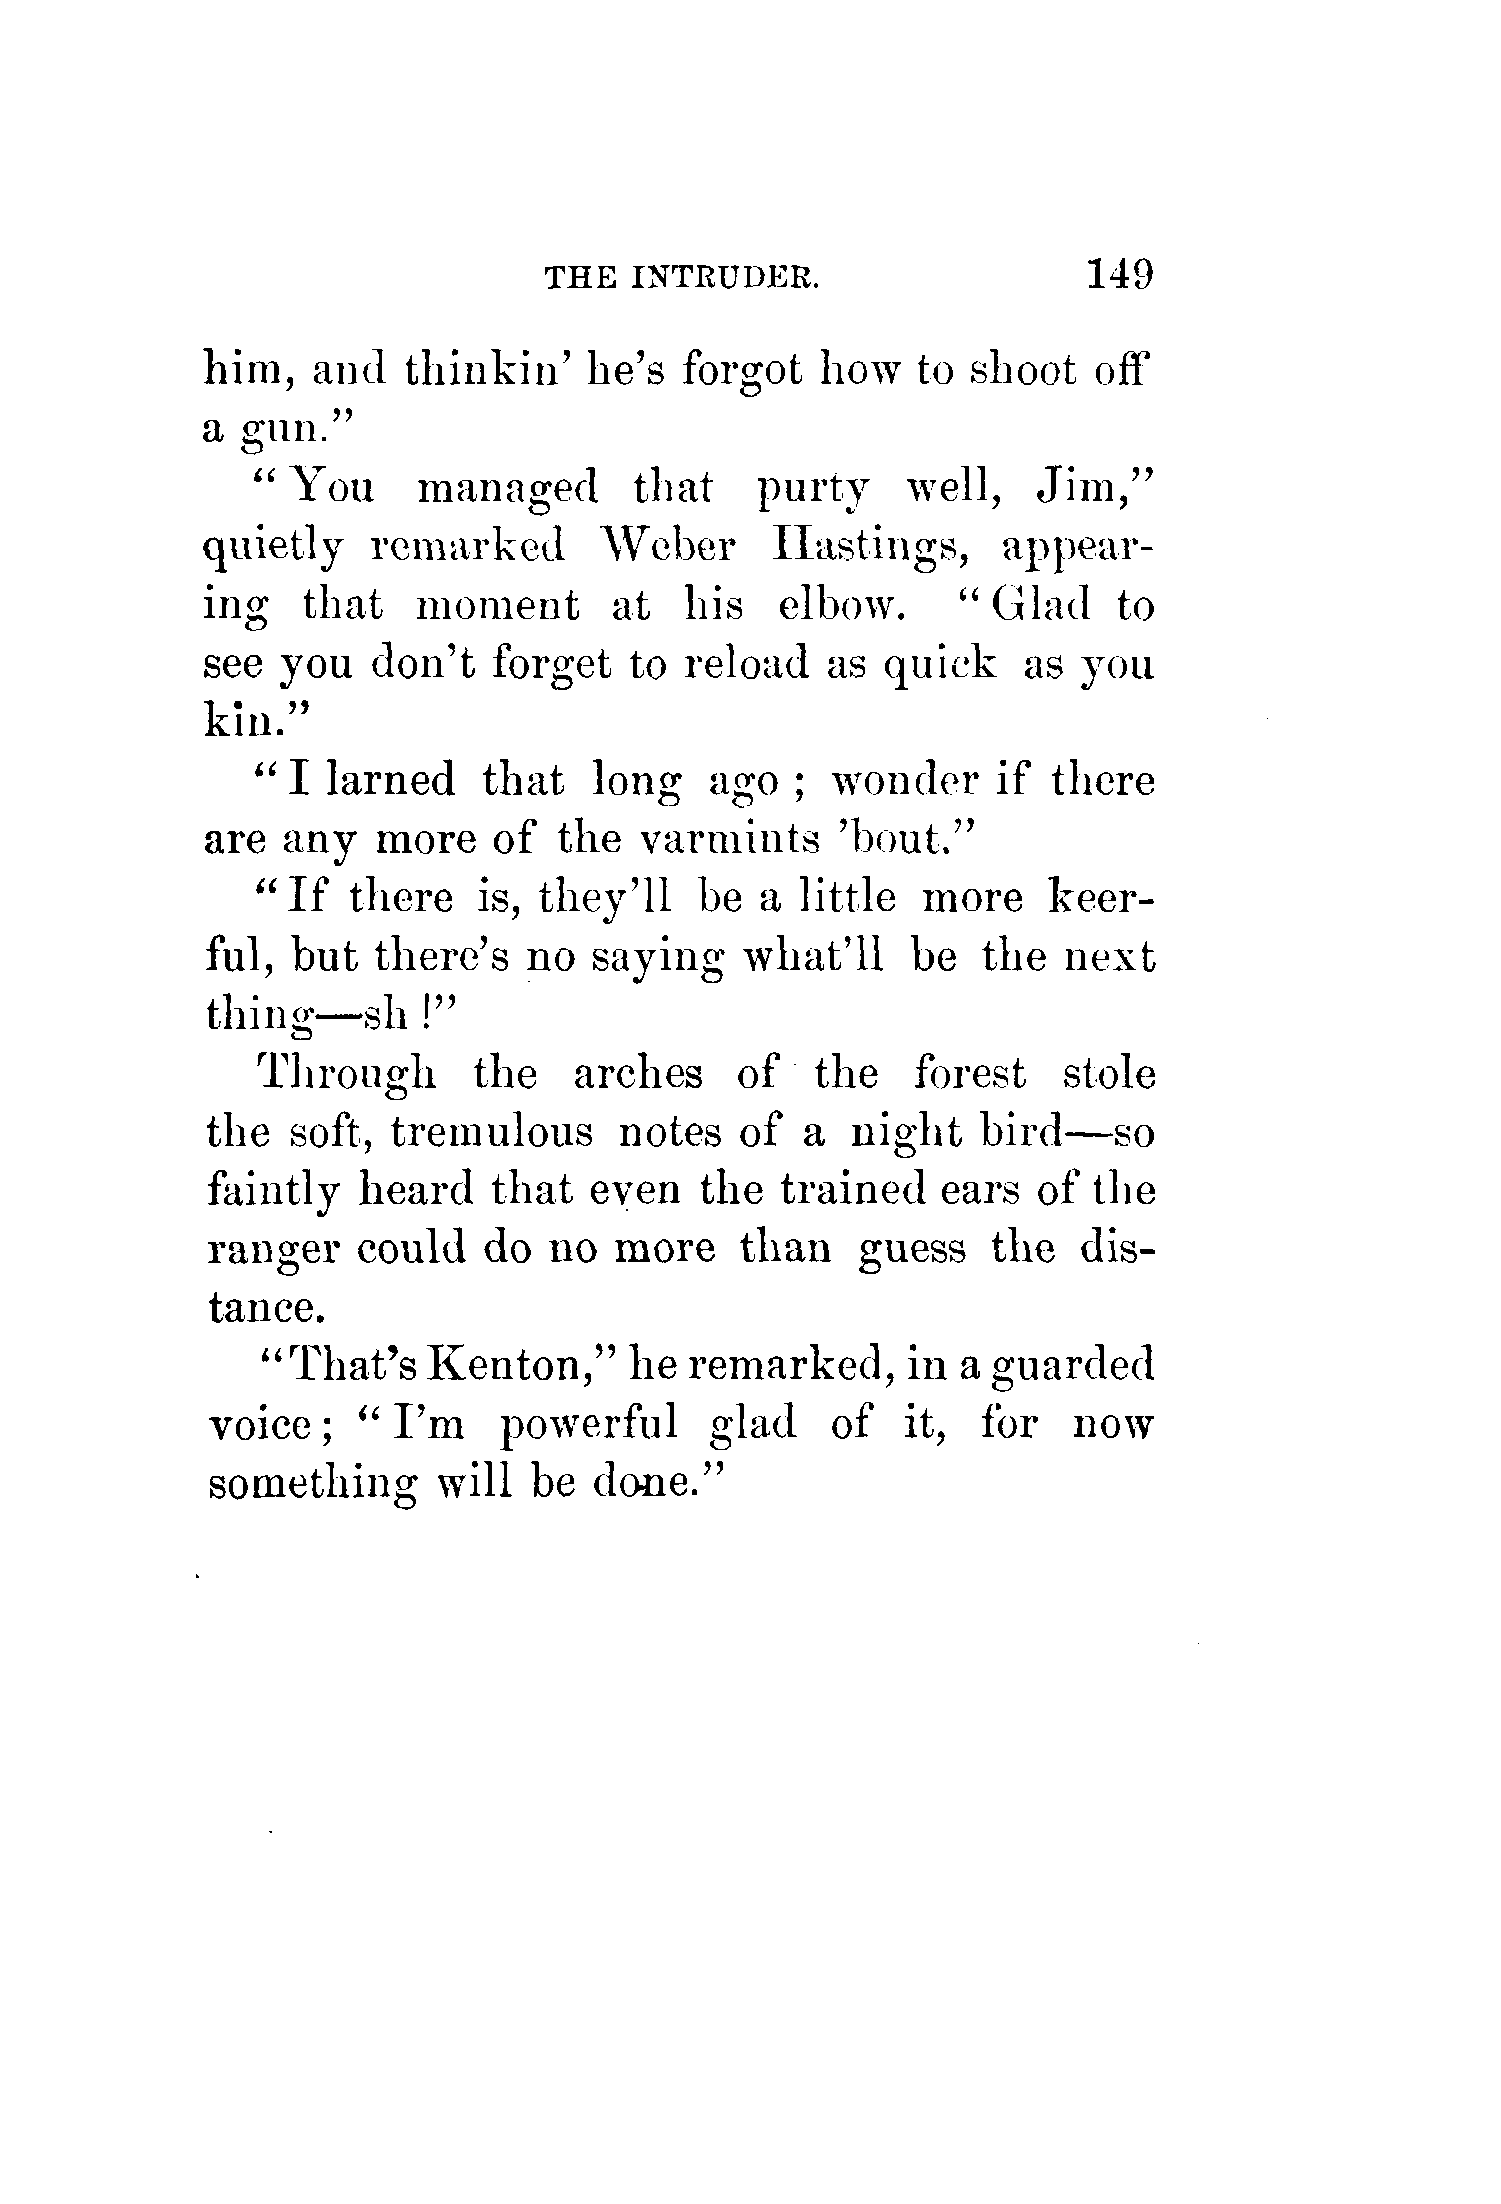 THE INTRUDER. 149
him, and thinkin' he's forgot how to shoot off
a gun."
"You managed that purty well, Jim,"
quietly remarked Weber Hastings, appear-
ing that moment at his elbow. "Glad to
see you don't forget to reload as quick as you
kin."
"I larned that long ago; wonder if there
are any more of the varmints 'bout."
"If there is, they'll be a little more keer-
ful, but there's no saying what'll be the next
thing—sh!"
Through the arches of the forest stole
the soft, tremulous notes of a night bird—so
faintly heard that even the trained ears of the
ranger could do no more than guess the dis-
tance.
"That's Kenton," he remarked, in a guarded
voice; "I'm powerful glad of it, for now
something will be done."